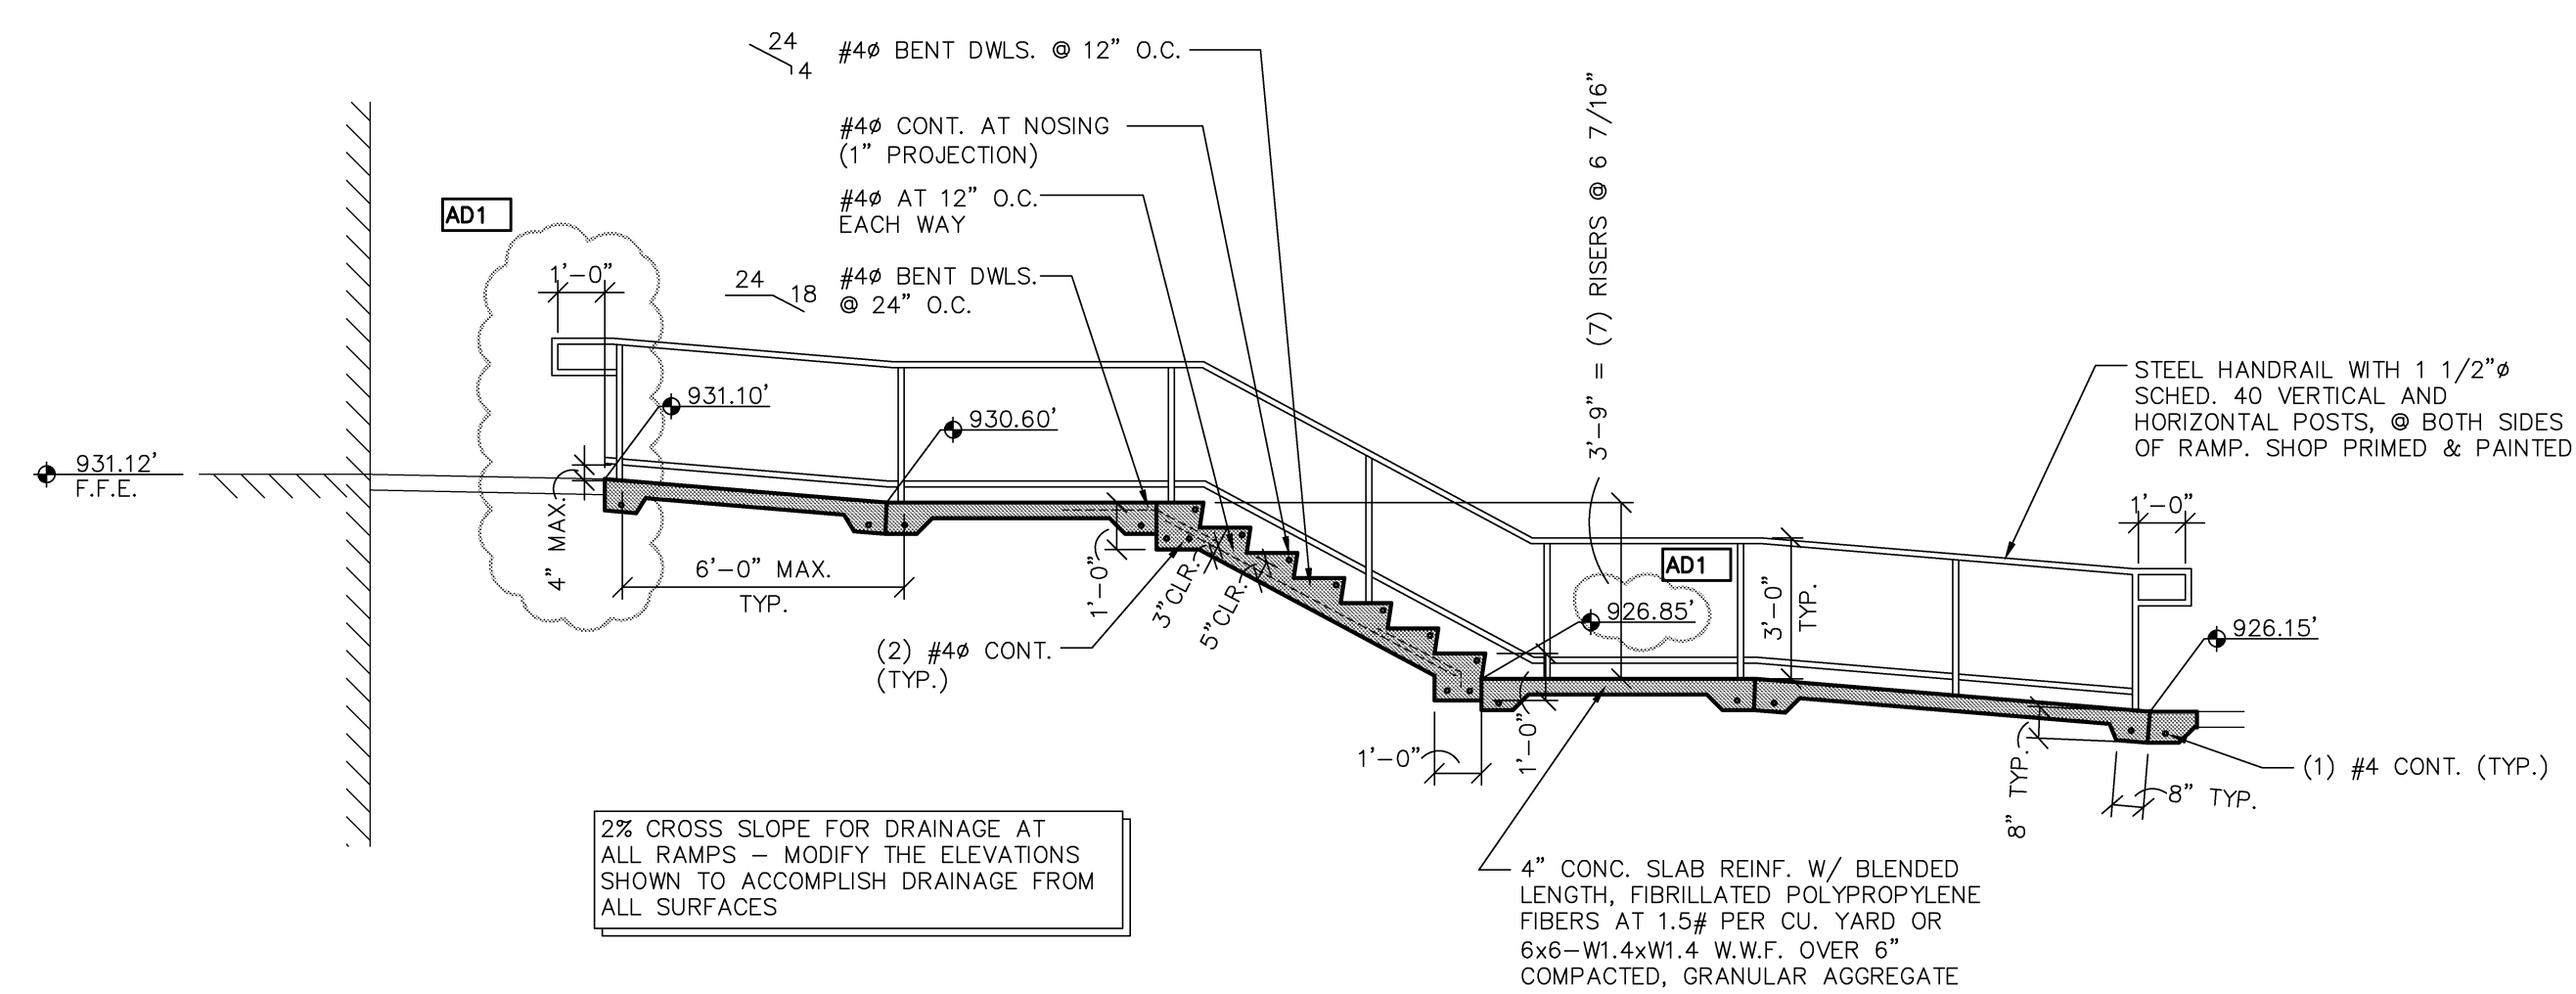 24
4
#4ø BENT DWLS. @ 12" O.C.
#4ø CONT. AT NOSING
(1" PROJECTION)
#4ø AT 12" O.C.
EACH WAY
24
18
#4ø BENT DWLS.
@ 24" O.C.
3'-9" = (7) RISERS @ 6 7/16"
AD1
1'-0"
931.10'
930.60'
931.12'
F.F.E.
4" MAX.
6'-0" MAX.
TYP.
1'-0"
3"CLR.
5"CLR.
(2) #4ø CONT.
(TYP.)
AD1
926.85'
3'-0"
TYP.
STEEL HANDRAIL WITH 1 1/2"ø
SCHED. 40 VERTICAL AND
HORIZONTAL POSTS, @ BOTH SIDES
OF RAMP. SHOP PRIMED & PAINTED
1'-0"
926.15'
1'-0"
1'-0"
8" TYP.
8" TYP.
(1) #4 CONT. (TYP.)
2% CROSS SLOPE FOR DRAINAGE AT
ALL RAMPS – MODIFY THE ELEVATIONS
SHOWN TO ACCOMPLISH DRAINAGE FROM
ALL SURFACES
4" CONC. SLAB REINF. W/ BLENDED
LENGTH, FIBRILLATED POLYPROPYLENE
FIBERS AT 1.5# PER CU. YARD OR
6x6-W1.4xW1.4 W.W.F. OVER 6"
COMPACTED, GRANULAR AGGREGATE